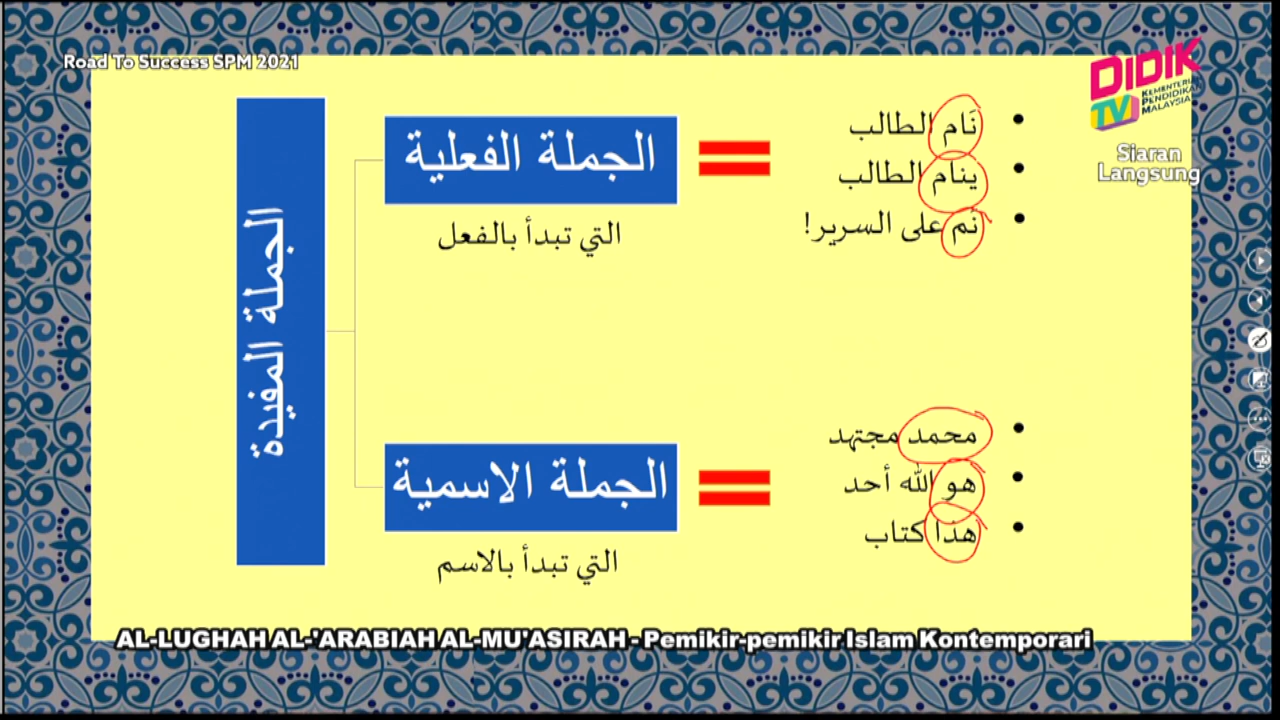 Road To Success SPM 2021
DIDIK
TV
KEMENTERIAN
PENDIDIKAN
MALAYSIA
Siaran
Langsung
الجملة المفيدة
الجملة الفعلية
التي تبدأ بالفعل
نَام الطالب
ينام الطالب
نَم على السرير!
الجملة الاسمية
التي تبدأ بالاسم
محمد مجتهد
هو الله أحد
هذا كتاب
AL-LUGHAH AL-'ARABIAH AL-MU'ASIRAH - Pemikir-pemikir Islam Kontemporari